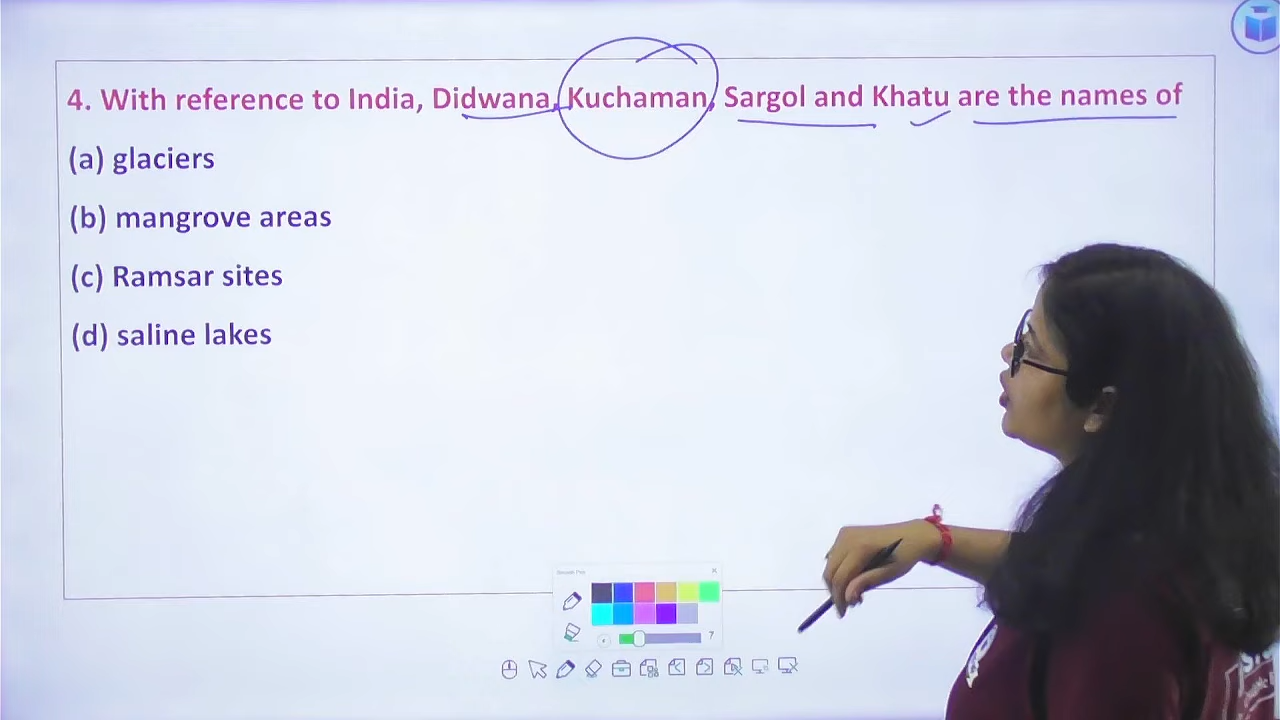 4. With reference to India, Didwana, Kuchaman, Sargol and Khatu are the names of
(a) glaciers
(b) mangrove areas
(c) Ramsar sites
(d) saline lakes
7